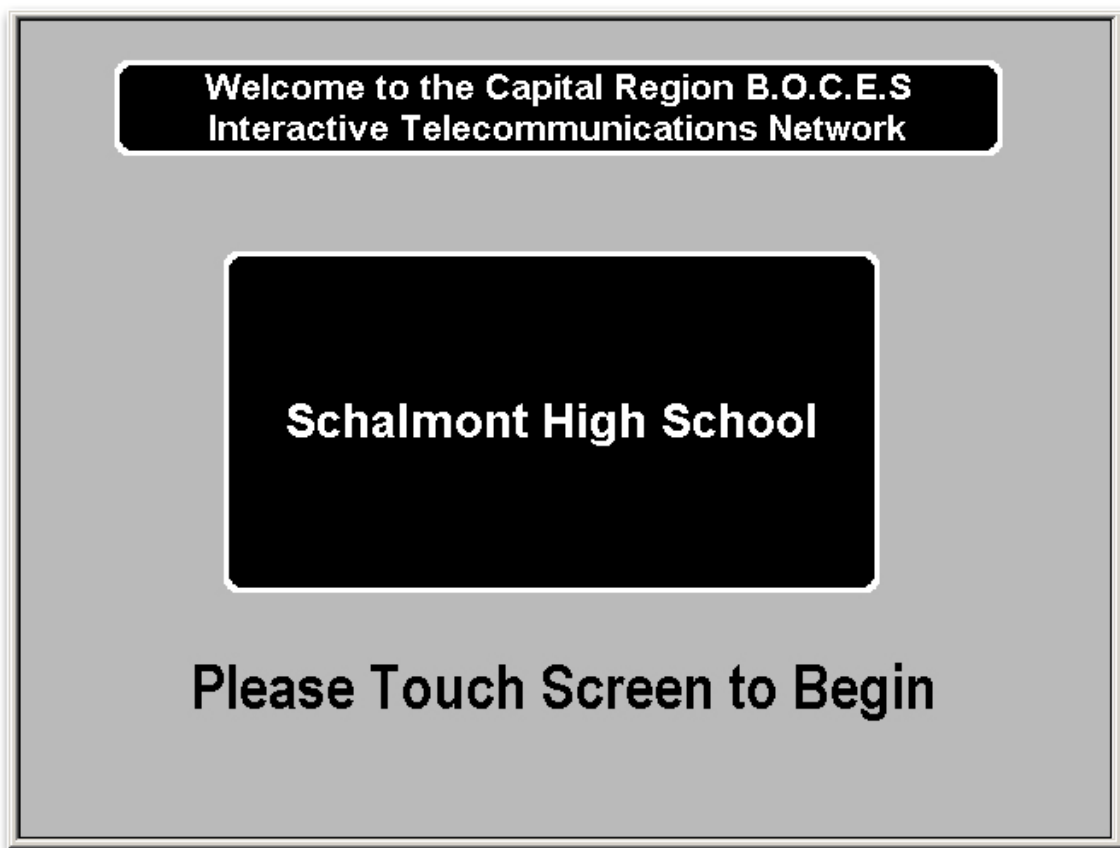 Welcome to the Capital Region B.O.C.E.S
Interactive Telecommunications Network
Schalmont High School
Please Touch Screen to Begin